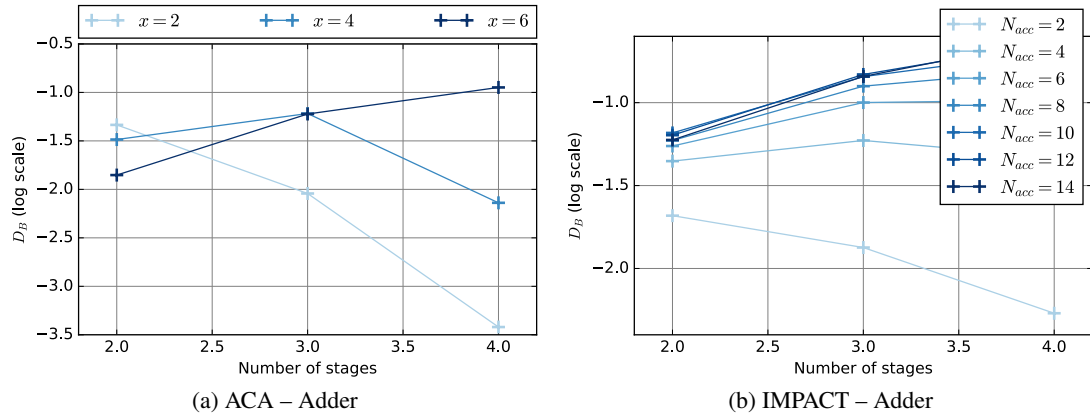 x = 2 x = 4 x = 6
−0.5
−1.0
−1.5
−2.0
−2.5
−3.0
−3.5
D_B (log scale)
2.0 2.5 3.0 3.5 4.0
Number of stages
(a) ACA – Adder
N_acc = 2
N_acc = 4
N_acc = 6
N_acc = 8
N_acc = 10
N_acc = 12
N_acc = 14
−1.0
−1.5
−2.0
D_B (log scale)
2.0 2.5 3.0 3.5 4.0
Number of stages
(b) IMPACT – Adder